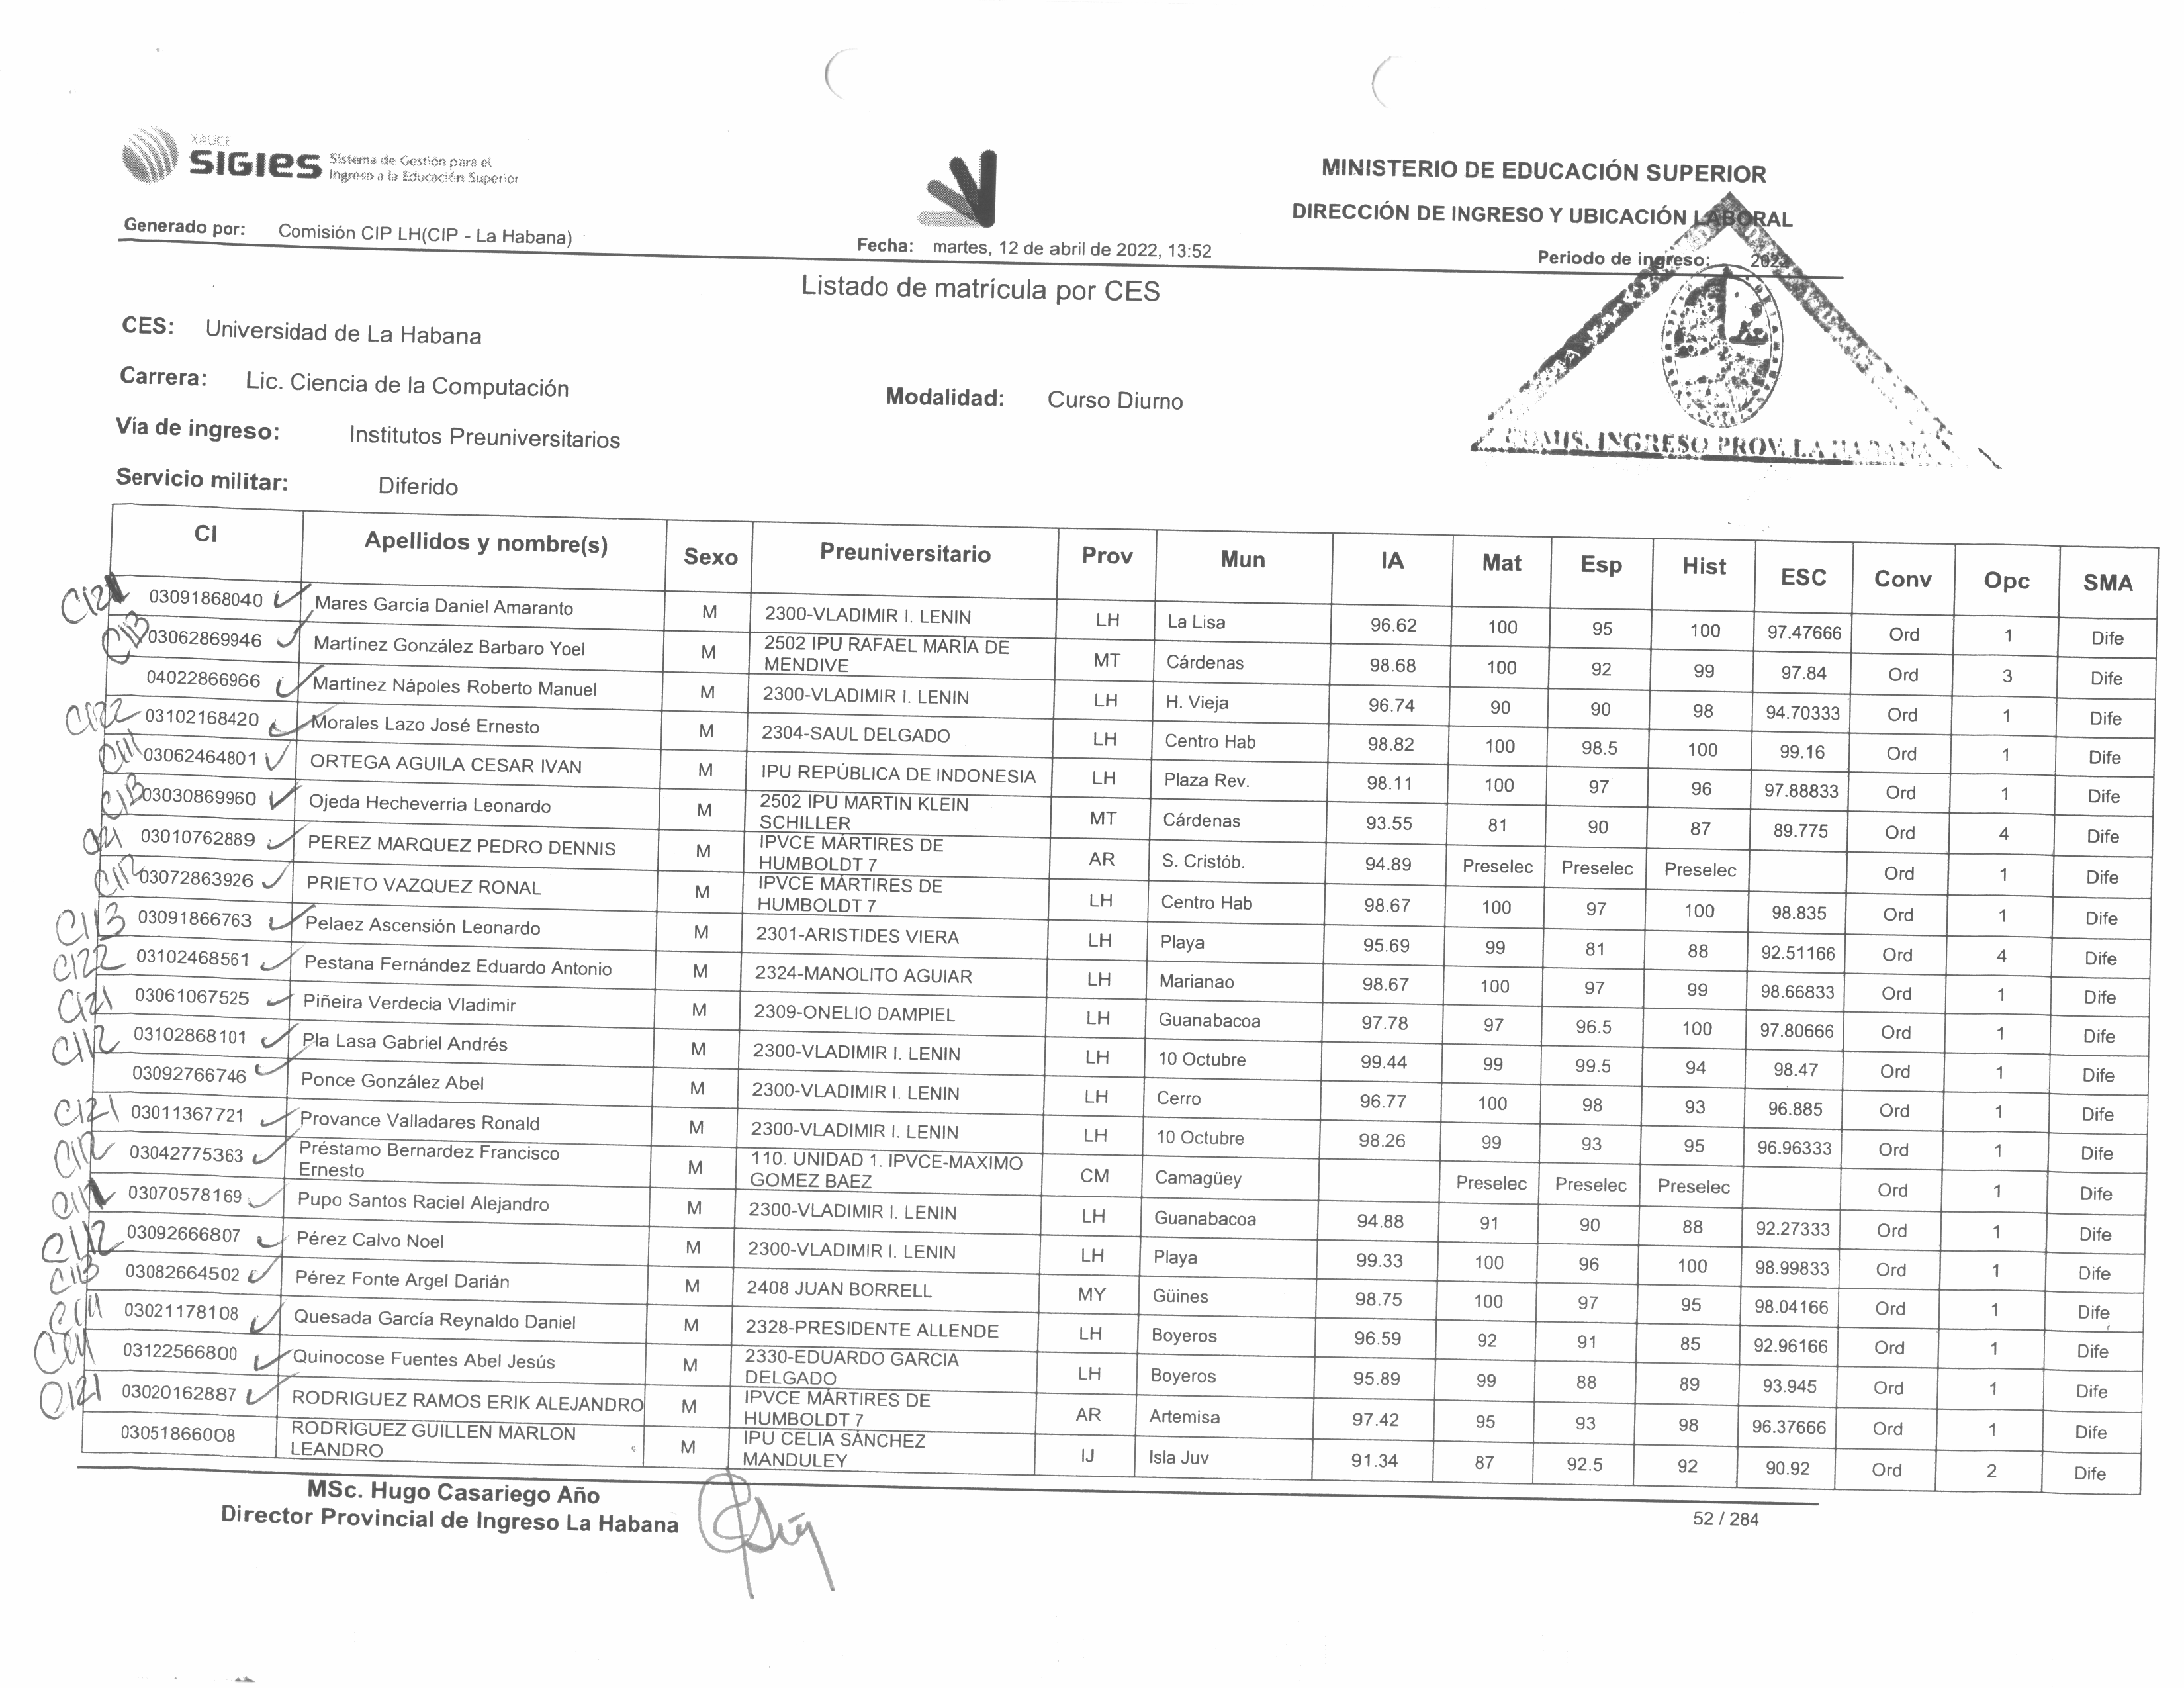 XAUCE
SIGIES Sistema de Gestión para el
Ingreso a la Educación Superior
MINISTERIO DE EDUCACIÓN SUPERIOR
DIRECCIÓN DE INGRESO Y UBICACIÓN LABORAL
Generado por: Comisión CIP LH(CIP - La Habana)
Fecha: martes, 12 de abril de 2022, 13:52
Periodo de ingreso: 2022
Listado de matrícula por CES
CES: Universidad de La Habana
Carrera: Lic. Ciencia de la Computación
Modalidad: Curso Diurno
Vía de ingreso: Institutos Preuniversitarios
COMIS. INGRESO PROV. LA HABANA
Servicio militar: Diferido
CI Apellidos y nombre(s) Sexo Preuniversitario Prov Mun IA Mat Esp Hist ESC Conv Opc SMA
C121 03091868040 Mares García Daniel Amaranto M 2300-VLADIMIR I. LENIN LH La Lisa 96.62 100 95 100 97.47666 Ord 1 Dife
C113 03062869946 Martínez González Barbaro Yoel M 2502 IPU RAFAEL MARÍA DE MENDIVE MT Cárdenas 98.68 100 92 99 97.84 Ord 3 Dife
04022866966 Martínez Nápoles Roberto Manuel M 2300-VLADIMIR I. LENIN LH H. Vieja 96.74 90 90 98 94.70333 Ord 1 Dife
C122 03102168420 Morales Lazo José Ernesto M 2304-SAUL DELGADO LH Centro Hab 98.82 100 98.5 100 99.16 Ord 1 Dife
C111 03062464801 ORTEGA AGUILA CESAR IVAN M IPU REPÚBLICA DE INDONESIA LH Plaza Rev. 98.11 100 97 96 97.88833 Ord 1 Dife
C113 03030869960 Ojeda Hecheverria Leonardo M 2502 IPU MARTIN KLEIN SCHILLER MT Cárdenas 93.55 81 90 87 89.775 Ord 4 Dife
03010762889 PEREZ MARQUEZ PEDRO DENNIS M IPVCE MÁRTIRES DE HUMBOLDT 7 AR S. Cristób. 94.89 Preselec Preselec Preselec Ord 1 Dife
C112 03072863926 PRIETO VAZQUEZ RONAL M IPVCE MÁRTIRES DE HUMBOLDT 7 LH Centro Hab 98.67 100 97 100 98.835 Ord 1 Dife
C113 03091866763 Pelaez Ascensión Leonardo M 2301-ARISTIDES VIERA LH Playa 95.69 99 81 88 92.51166 Ord 4 Dife
C122 03102468561 Pestana Fernández Eduardo Antonio M 2324-MANOLITO AGUIAR LH Marianao 98.67 100 97 99 98.66833 Ord 1 Dife
C121 03061067525 Piñeira Verdecia Vladimir M 2309-ONELIO DAMPIEL LH Guanabacoa 97.78 97 96.5 100 97.80666 Ord 1 Dife
C112 03102868101 Pla Lasa Gabriel Andrés M 2300-VLADIMIR I. LENIN LH 10 Octubre 99.44 99 99.5 94 98.47 Ord 1 Dife
03092766746 Ponce González Abel M 2300-VLADIMIR I. LENIN LH Cerro 96.77 100 98 93 96.885 Ord 1 Dife
C121 03011367721 Provance Valladares Ronald M 2300-VLADIMIR I. LENIN LH 10 Octubre 98.26 99 93 95 96.96333 Ord 1 Dife
C112 03042775363 Préstamo Bernardez Francisco Ernesto M 110. UNIDAD 1. IPVCE-MAXIMO GOMEZ BAEZ CM Camagüey Preselec Preselec Preselec Ord 1 Dife
03070578169 Pupo Santos Raciel Alejandro M 2300-VLADIMIR I. LENIN LH Guanabacoa 94.88 91 90 88 92.27333 Ord 1 Dife
C112 03092666807 Pérez Calvo Noel M 2300-VLADIMIR I. LENIN LH Playa 99.33 100 96 100 98.99833 Ord 1 Dife
C113 03082664502 Pérez Fonte Argel Darián M 2408 JUAN BORRELL MY Güines 98.75 100 97 95 98.04166 Ord 1 Dife
C111 03021178108 Quesada García Reynaldo Daniel M 2328-PRESIDENTE ALLENDE LH Boyeros 96.59 92 91 85 92.96166 Ord 1 Dife
C111 03122566800 Quinocose Fuentes Abel Jesús M 2330-EDUARDO GARCIA DELGADO LH Boyeros 95.89 99 88 89 93.945 Ord 1 Dife
C121 03020162887 RODRIGUEZ RAMOS ERIK ALEJANDRO M IPVCE MÁRTIRES DE HUMBOLDT 7 AR Artemisa 97.42 95 93 98 96.37666 Ord 1 Dife
03051866008 RODRÍGUEZ GUILLEN MARLON LEANDRO M IPU CELIA SÁNCHEZ MANDULEY IJ Isla Juv 91.34 87 92.5 92 90.92 Ord 2 Dife
MSc. Hugo Casariego Año
Director Provincial de Ingreso La Habana
52 / 284